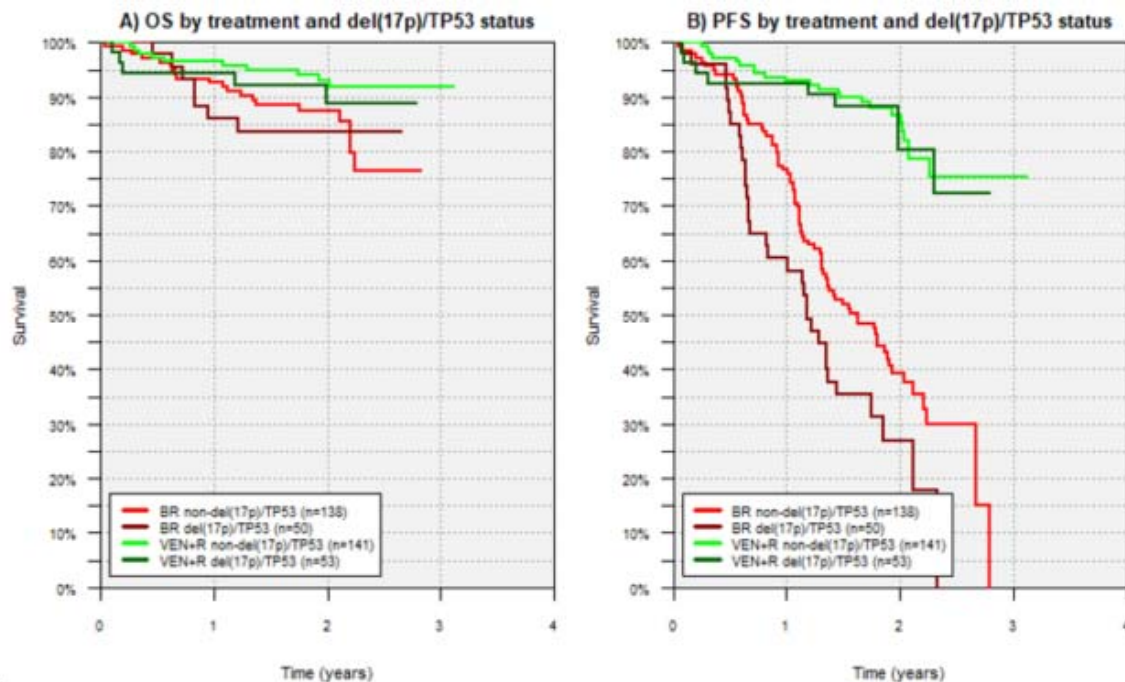 A) OS by treatment and del(17p)/TP53 status
100%
90%
80%
70%
60%
50%
40%
30%
20%
10%
0%
Survival
BR non-del(17p)/TP53 (n=138)
BR del(17p)/TP53 (n=50)
VEN+R non-del(17p)/TP53 (n=141)
VEN+R del(17p)/TP53 (n=53)
0 1 2 3 4
Time (years)
B) PFS by treatment and del(17p)/TP53 status
100%
90%
80%
70%
60%
50%
40%
30%
20%
10%
0%
Survival
BR non-del(17p)/TP53 (n=138)
BR del(17p)/TP53 (n=50)
VEN+R non-del(17p)/TP53 (n=141)
VEN+R del(17p)/TP53 (n=53)
0 1 2 3 4
Time (years)